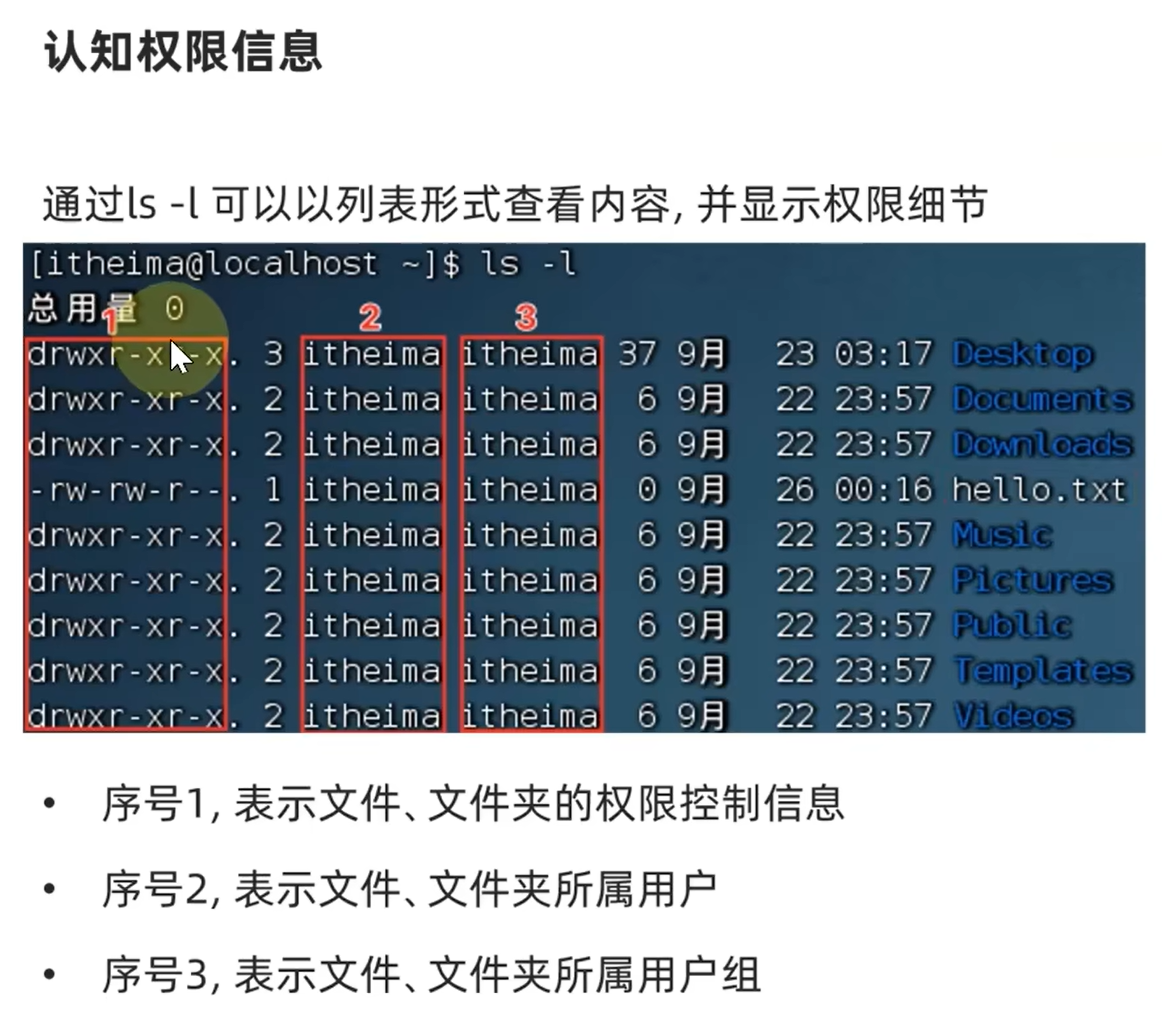 认知权限信息
通过ls -l 可以以列表形式查看内容, 并显示权限细节
[itheima@localhost ~]$ ls -l
总用量 0
1 2 3
drwxr-xr-x. 3 itheima itheima 37 9月 23 03:17 Desktop
drwxr-xr-x. 2 itheima itheima 6 9月 22 23:57 Documents
drwxr-xr-x. 2 itheima itheima 6 9月 22 23:57 Downloads
-rw-rw-r--. 1 itheima itheima 0 9月 26 00:16 hello.txt
drwxr-xr-x. 2 itheima itheima 6 9月 22 23:57 Music
drwxr-xr-x. 2 itheima itheima 6 9月 22 23:57 Pictures
drwxr-xr-x. 2 itheima itheima 6 9月 22 23:57 Public
drwxr-xr-x. 2 itheima itheima 6 9月 22 23:57 Templates
drwxr-xr-x. 2 itheima itheima 6 9月 22 23:57 Videos
• 序号1, 表示文件、文件夹的权限控制信息
• 序号2, 表示文件、文件夹所属用户
• 序号3, 表示文件、文件夹所属用户组